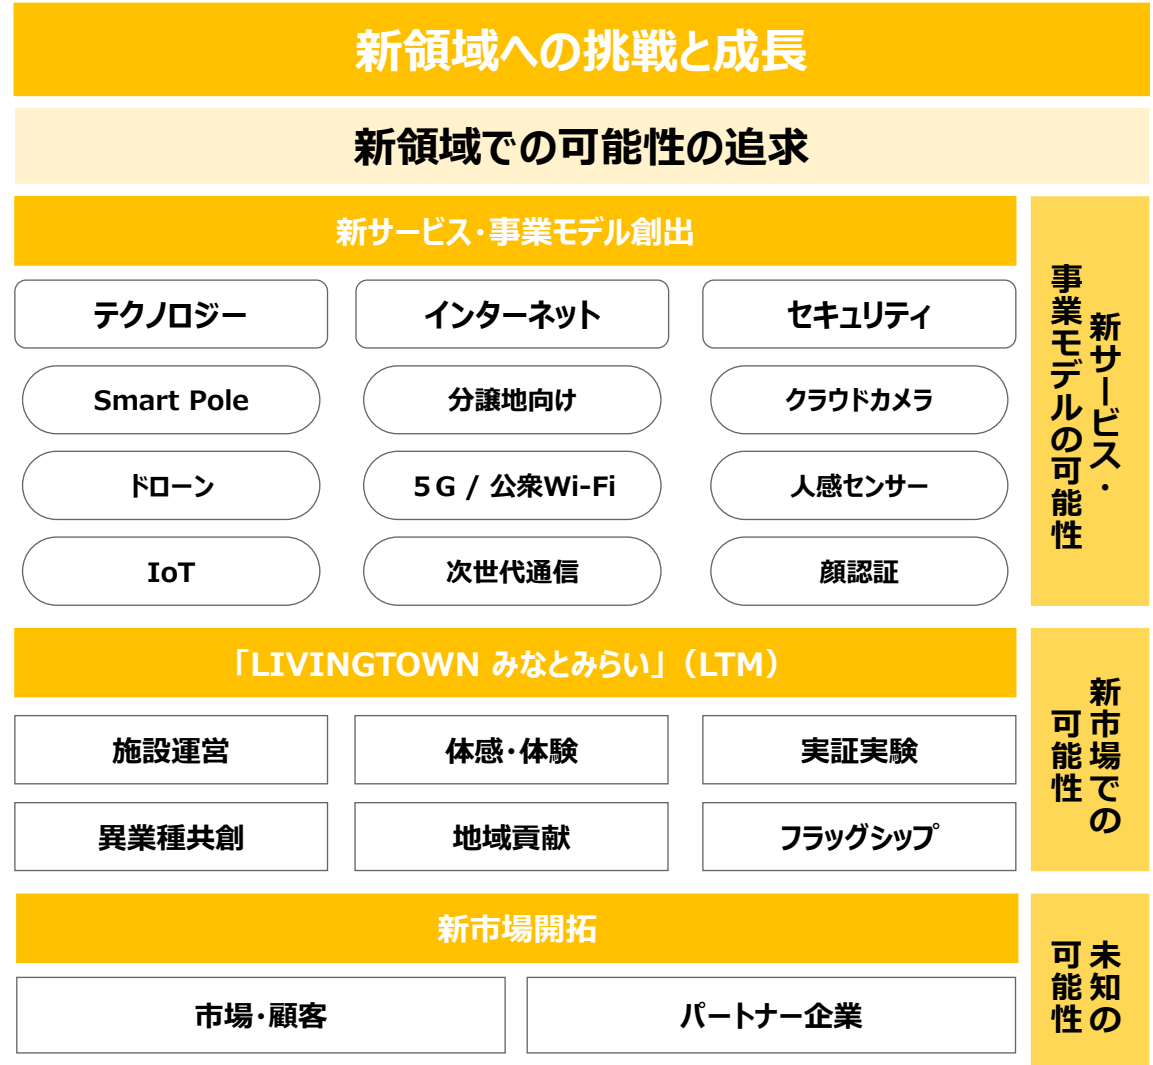 新領域への挑戦と成長
新領域での可能性の追求
新サービス・事業モデル創出
テクノロジー
インターネット
セキュリティ
Smart Pole
分譲地向け
クラウドカメラ
ドローン
5G / 公衆Wi-Fi
人感センサー
IoT
次世代通信
顔認証
新サービス・
事業モデルの可能性
「LIVINGTOWN みなとみらい」（LTM）
施設運営
体感・体験
実証実験
異業種共創
地域貢献
フラッグシップ
新市場での
可能性
新市場開拓
市場・顧客
パートナー企業
未知の
可能性